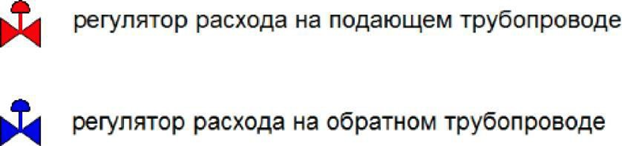 регулятор расхода на подающем трубопроводе
регулятор расхода на обратном трубопроводе